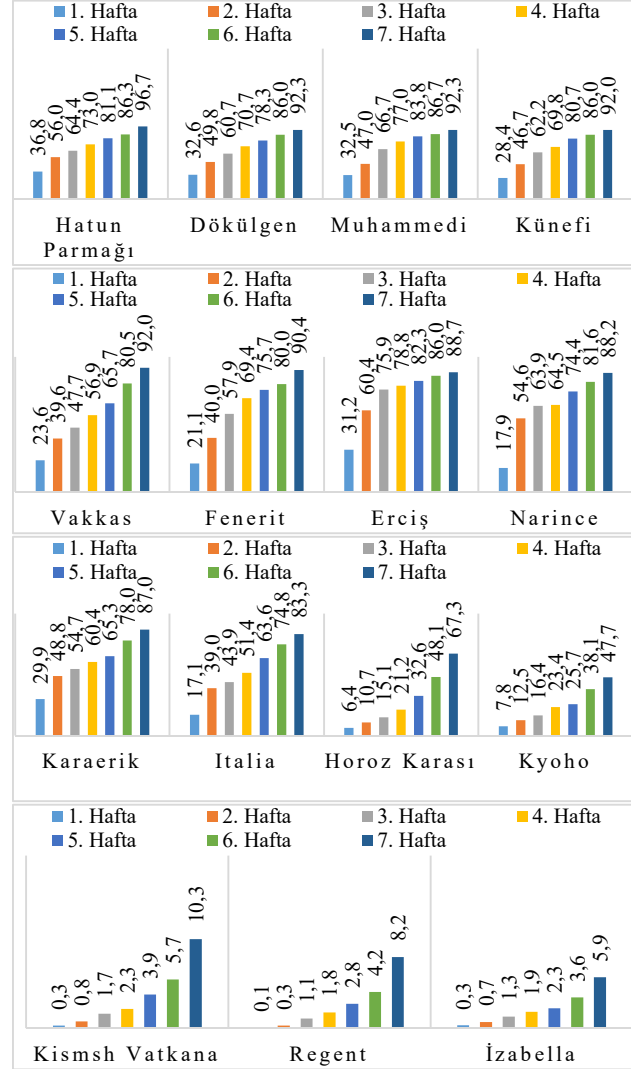 1. Hafta 2. Hafta 3. Hafta 4. Hafta
5. Hafta 6. Hafta 7. Hafta
36,8 56,0 64,4 73,0 81,1 86,3 96,7 32,6 49,8 60,7 70,7 78,3 86,0 92,3 32,5 47,0 66,7 77,0 83,8 86,7 92,3 28,4 46,7 62,2 69,8 80,7 86,0 92,0
Hatun Dökülgen Muhammedi Künefi
Parmağı
1. Hafta 2. Hafta 3. Hafta 4. Hafta
5. Hafta 6. Hafta 7. Hafta
23,6 39,6 47,7 56,9 65,7 80,5 92,0 21,1 40,0 57,9 69,4 75,7 80,0 90,4 31,2 60,4 75,9 78,8 82,3 86,0 88,7 17,9 54,6 63,9 64,5 74,4 81,6 88,2
Vakkas Fenerit Erciş Narince
1. Hafta 2. Hafta 3. Hafta 4. Hafta
5. Hafta 6. Hafta 7. Hafta
29,9 48,8 54,7 60,4 65,3 78,0 87,0 17,1 39,0 43,9 51,4 63,6 74,8 83,3 6,4 10,7 15,1 21,2 32,6 48,1 67,3 7,8 12,5 16,4 23,4 25,7 38,1 47,7
Karaerik Italia Horoz Karası Kyoho
1. Hafta 2. Hafta 3. Hafta 4. Hafta
5. Hafta 6. Hafta 7. Hafta
0,3 0,8 1,7 2,3 3,9 5,7 10,3 0,1 0,3 1,1 1,8 2,8 4,2 8,2 0,3 0,7 1,3 1,9 2,3 3,6 5,9
Kismsh Vatkana Regent İzabella